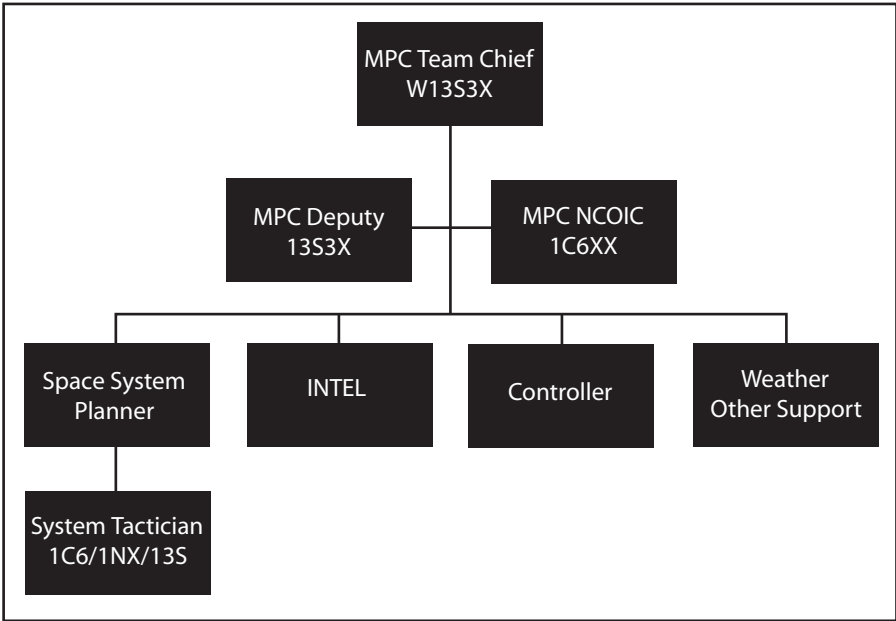 MPC Team Chief
W13S3X
MPC Deputy
13S3X
MPC NCOIC
1C6XX
Space System
Planner
INTEL
Controller
Weather
Other Support
System Tactician
1C6/1NX/13S